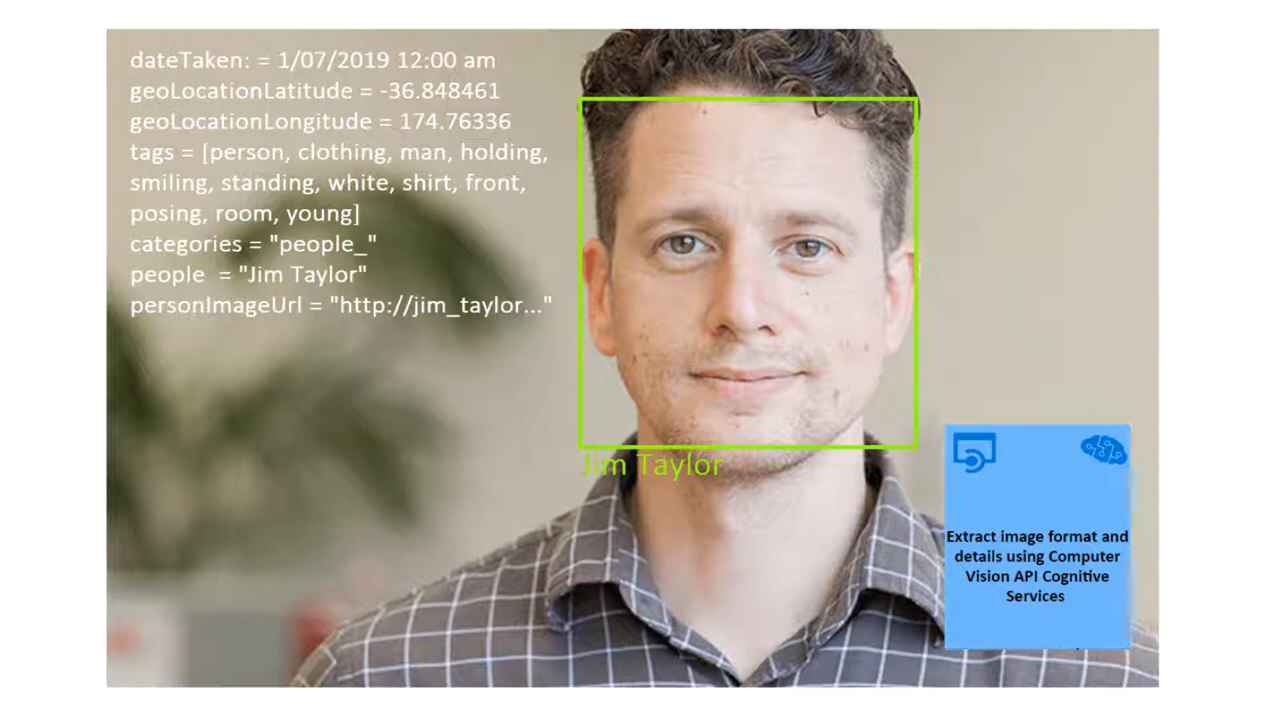 dateTaken: = 1/07/2019 12:00 am
geoLocationLatitude = -36.848461
geoLocationLongitude = 174.76336
tags = [person, clothing, man, holding,
smiling, standing, white, shirt, front,
posing, room, young]
categories = "people_"
people  = "Jim Taylor"
personImageUrl = "http://jim_taylor..."
Jim Taylor
Extract image format and
details using Computer
Vision API Cognitive
Services